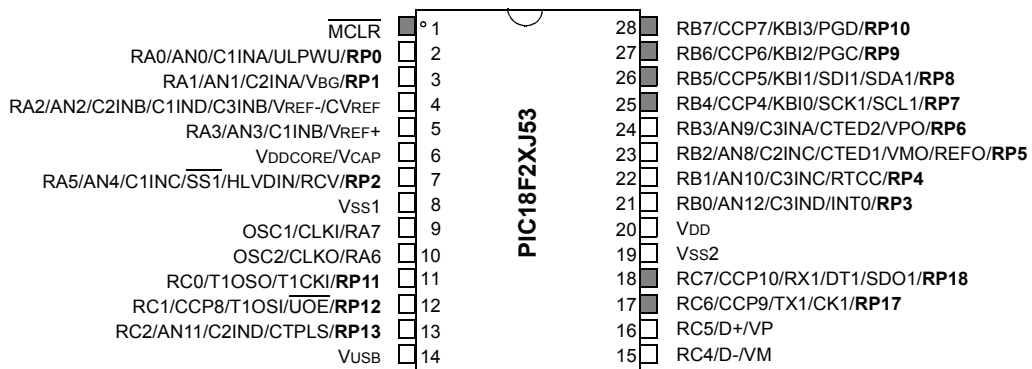 MCLR 1 28 RB7/CCP7/KBI3/PGD/RP10
RA0/AN0/C1INA/ULPWU/RP0 2 27 RB6/CCP6/KBI2/PGC/RP9
RA1/AN1/C2INA/VBG/RP1 3 26 RB5/CCP5/KBI1/SDI1/SDA1/RP8
RA2/AN2/C2INB/C1IND/C3INB/VREF-/CVREF 4 25 RB4/CCP4/KBI0/SCK1/SCL1/RP7
RA3/AN3/C1INB/VREF+ 5 24 RB3/AN9/C3INA/CTED2/VPO/RP6
VDDCORE/VCAP 6 23 RB2/AN8/C2INC/CTED1/VMO/REFO/RP5
RA5/AN4/C1INC/SS1/HLVDIN/RCV/RP2 7 22 RB1/AN10/C3INC/RTCC/RP4
VSS1 8 21 RB0/AN12/C3IND/INT0/RP3
OSC1/CLKI/RA7 9 20 VDD
OSC2/CLKO/RA6 10 19 VSS2
RC0/T1OSO/T1CKI/RP11 11 18 RC7/CCP10/RX1/DT1/SDO1/RP18
RC1/CCP8/T1OSI/UOE/RP12 12 17 RC6/CCP9/TX1/CK1/RP17
RC2/AN11/C2IND/CTPLS/RP13 13 16 RC5/D+/VP
VUSB 14 15 RC4/D-/VM
PIC18F2XJ53